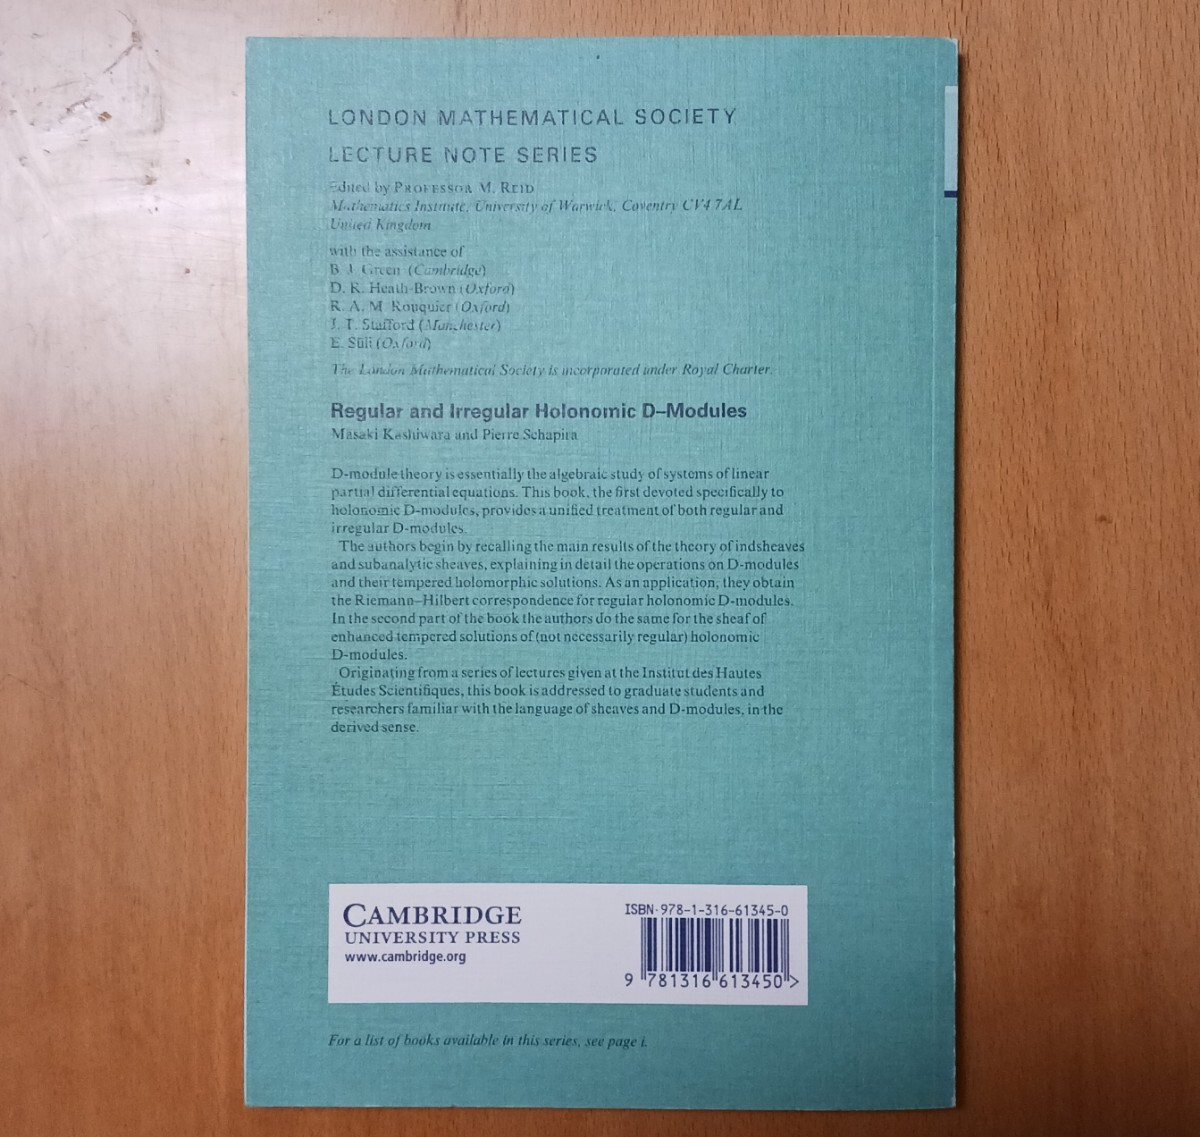 LONDON MATHEMATICAL SOCIETY
LECTURE NOTE SERIES
Edited by PROFESSOR M. REID
Mathematics Institute, University of Warwick, Coventry CV4 7AL
United Kingdom
with the assistance of
B. J. Green (Cambridge)
D. R. Heath-Brown (Oxford)
R. A. M. Rouquier (Oxford)
J. T. Stafford (Manchester)
E. Süli (Oxford)
The London Mathematical Society is incorporated under Royal Charter.
Regular and Irregular Holonomic D–Modules
Masaki Kashiwara and Pierre Schapira
D-module theory is essentially the algebraic study of systems of linear
partial differential equations. This book, the first devoted specifically to
holonomic D-modules, provides a unified treatment of both regular and
irregular D-modules.
The authors begin by recalling the main results of the theory of indsheaves
and subanalytic sheaves, explaining in detail the operations on D-modules
and their tempered holomorphic solutions. As an application, they obtain
the Riemann–Hilbert correspondence for regular holonomic D-modules.
In the second part of the book the authors do the same for the sheaf of
enhanced tempered solutions of (not necessarily regular) holonomic
D-modules.
Originating from a series of lectures given at the Institut des Hautes
Études Scientifiques, this book is addressed to graduate students and
researchers familiar with the language of sheaves and D-modules, in the
derived sense.
CAMBRIDGE
UNIVERSITY PRESS
www.cambridge.org
ISBN 978-1-316-61345-0
9 781316 613450 >
For a list of books available in this series, see page i.